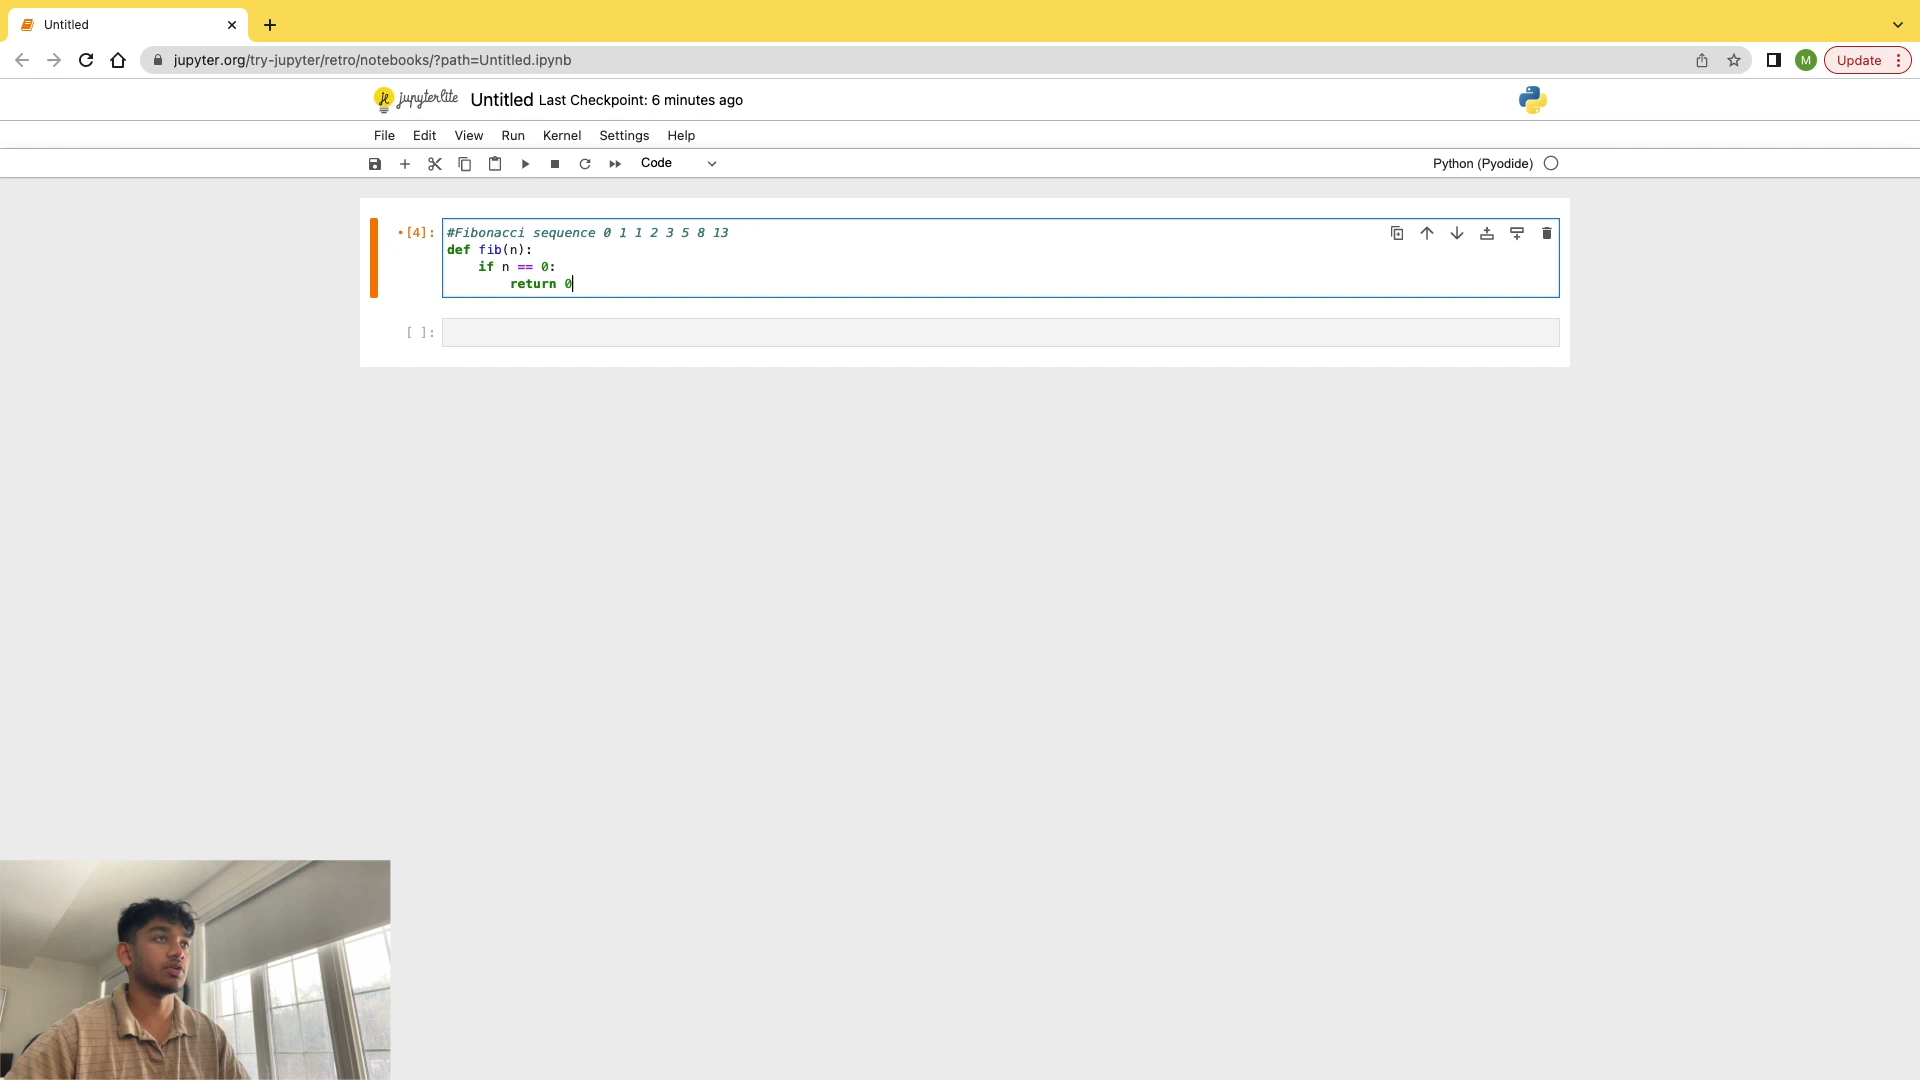 Untitled
jupyter.org/try-jupyter/retro/notebooks/?path=Untitled.ipynb
M
Update
jupyterlite Untitled Last Checkpoint: 6 minutes ago
File Edit View Run Kernel Settings Help
Code
Python (Pyodide)
•[4]:
#Fibonacci sequence 0 1 1 2 3 5 8 13
def fib(n):
    if n == 0:
        return 0
[ ]: